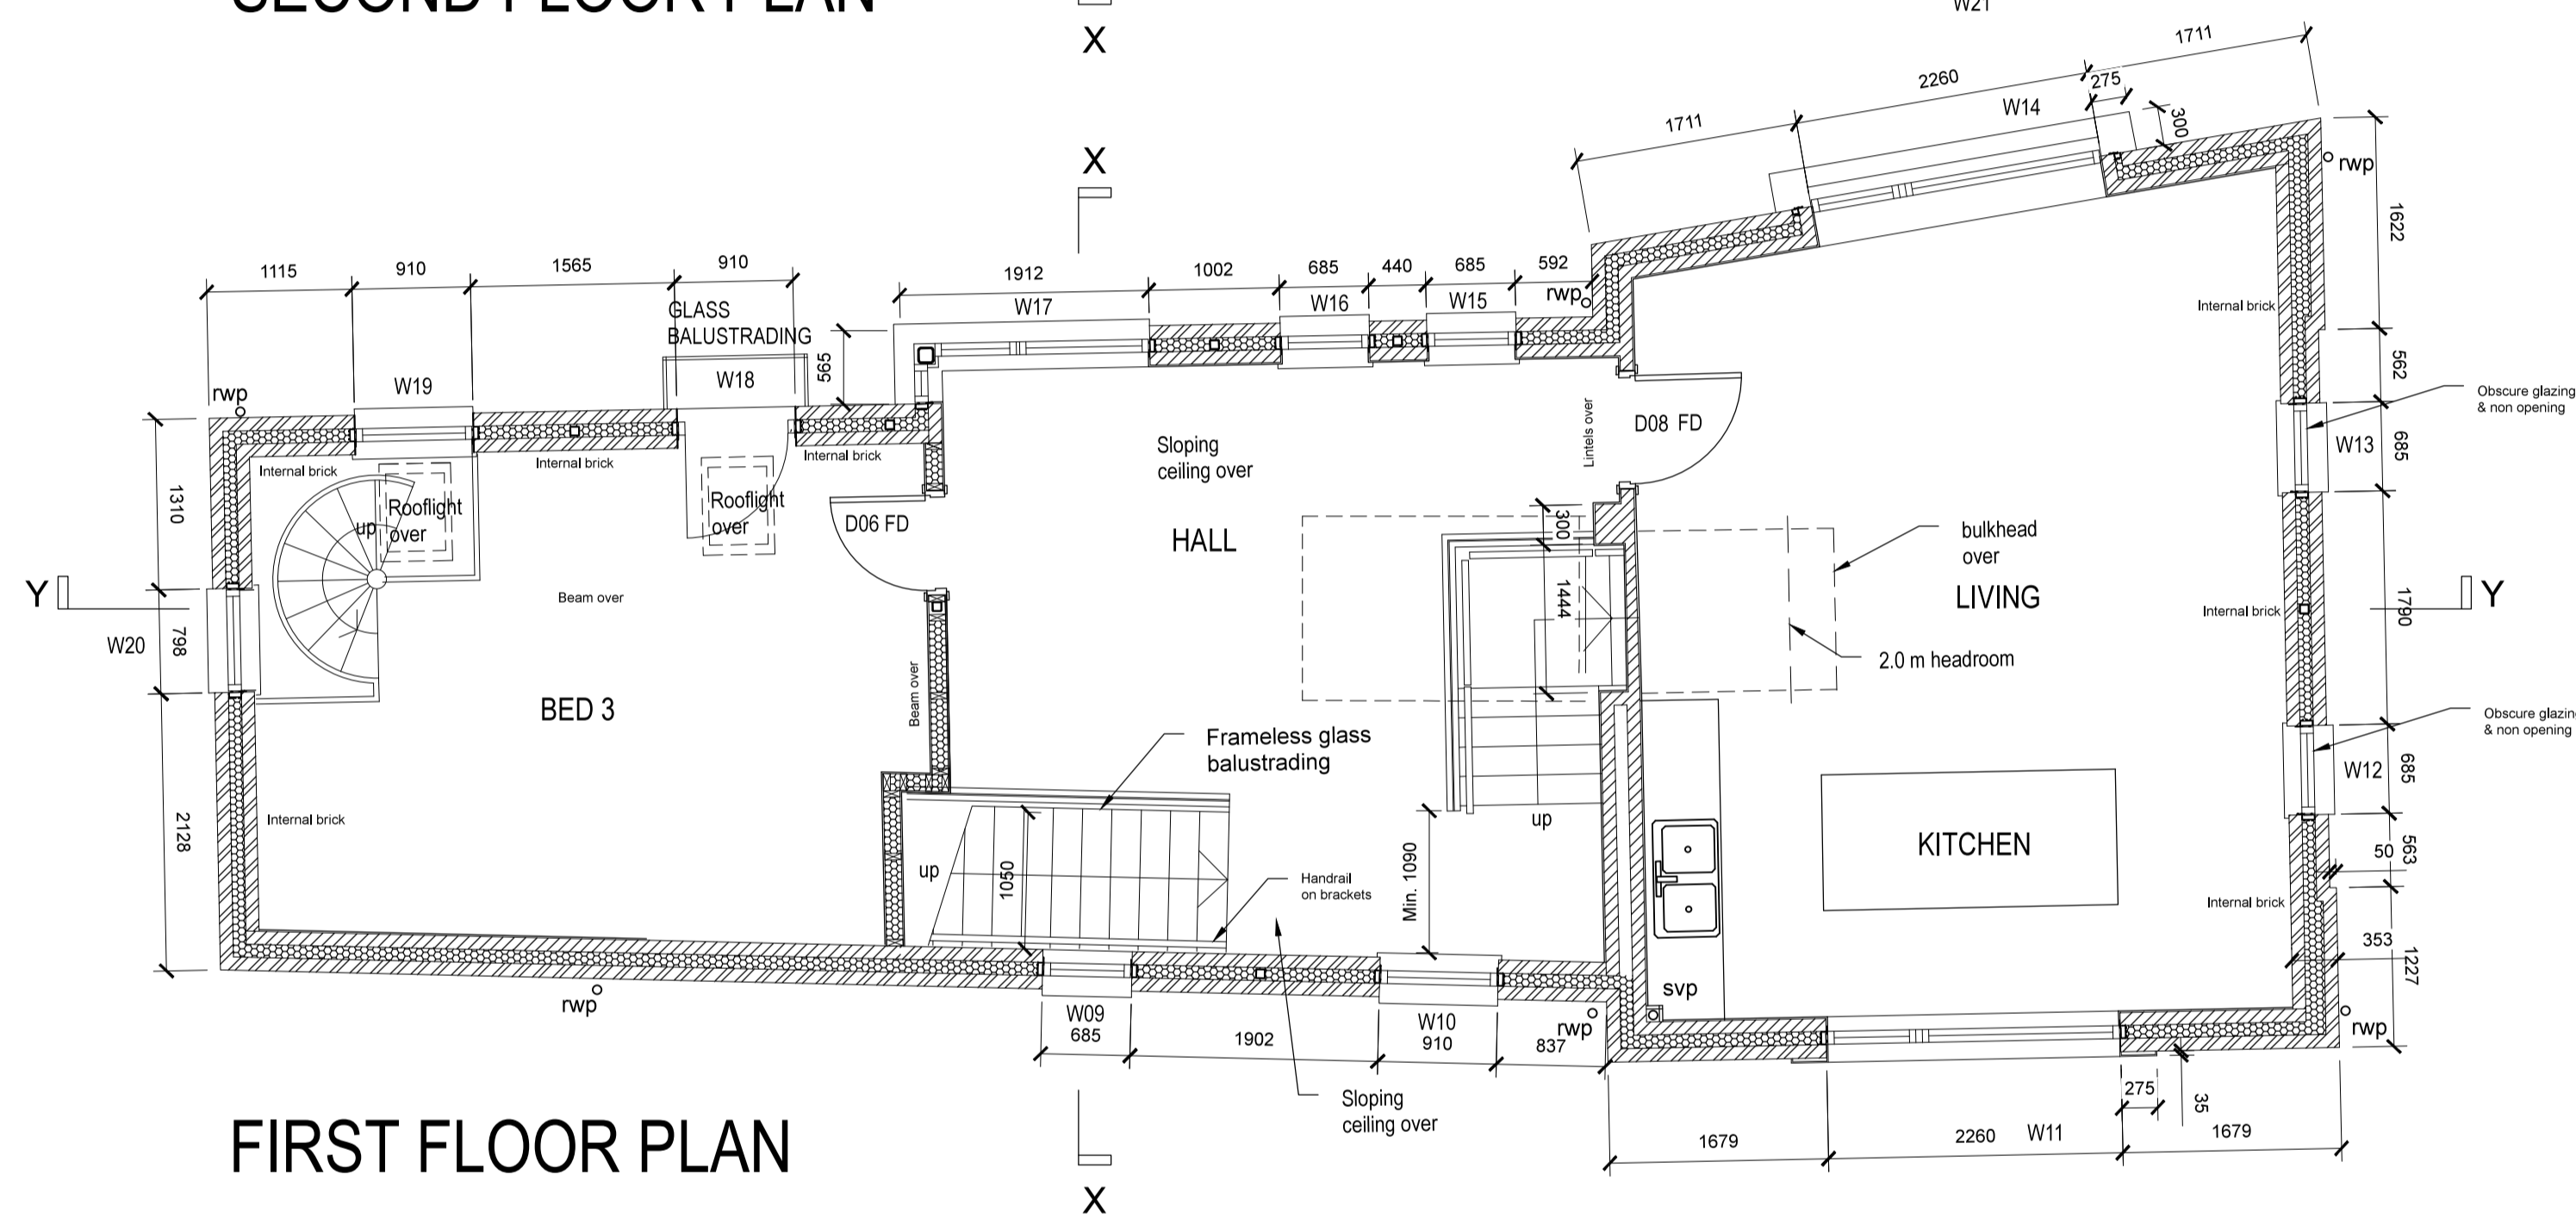 SECOND FLOOR PLAN
X
W21
1711
2260
275
W14
300
1711
X
rwp
1622
1115
910
1565
910
1912
1002
685
440
685
592
GLASS
BALUSTRADING
W17
W16
W15
rwp
Internal brick
565
562
W19
W18
rwp
Obscure glazing
& non opening
Sloping
ceiling over
Lintels over
D08 FD
W13
685
Internal brick
Internal brick
Internal brick
1310
up
Rooflight
over
Rooflight
over
D06 FD
HALL
300
bulkhead
over
Y
Beam over
1444
LIVING
Internal brick
1790
Y
W20
798
2.0 m headroom
Beam over
BED 3
Frameless glass
balustrading
Obscure glazin
& non opening
W12
685
Internal brick
2128
up
KITCHEN
563
50
up
1050
Handrail
on brackets
Min. 1090
Internal brick
353
1227
rwp
svp
W09
685
1902
W10
910
rwp
837
rwp
Sloping
ceiling over
275
35
FIRST FLOOR PLAN
1679
2260
W11
1679
X